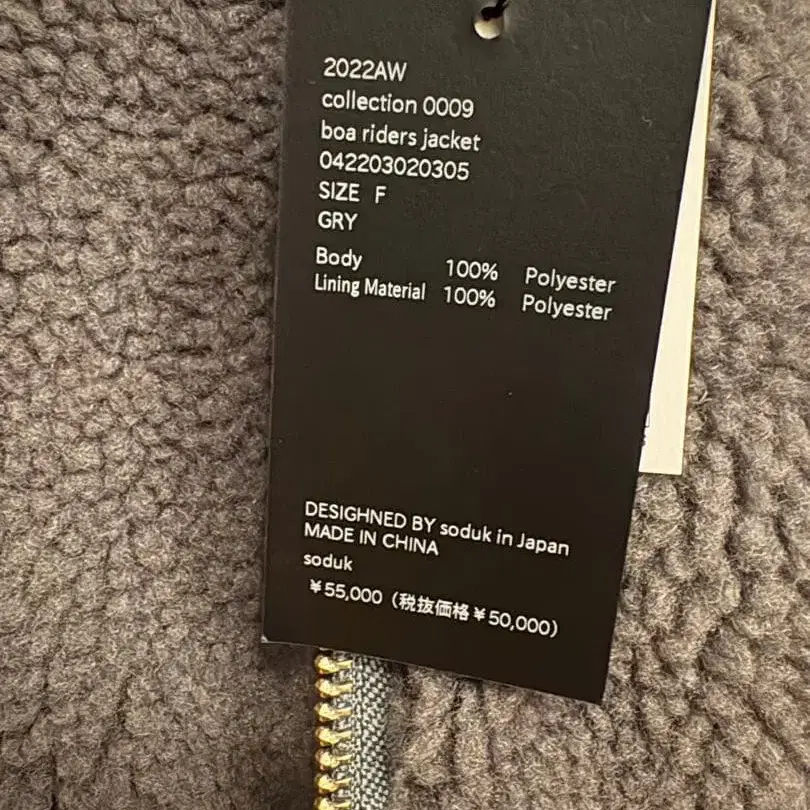 2022AW
collection 0009
boa riders jacket
042203020305
SIZE F
GRY
Body 100% Polyester
Lining Material 100% Polyester
DESIGHNED BY soduk in Japan
MADE IN CHINA
soduk
¥55,000（税抜価格¥50,000）